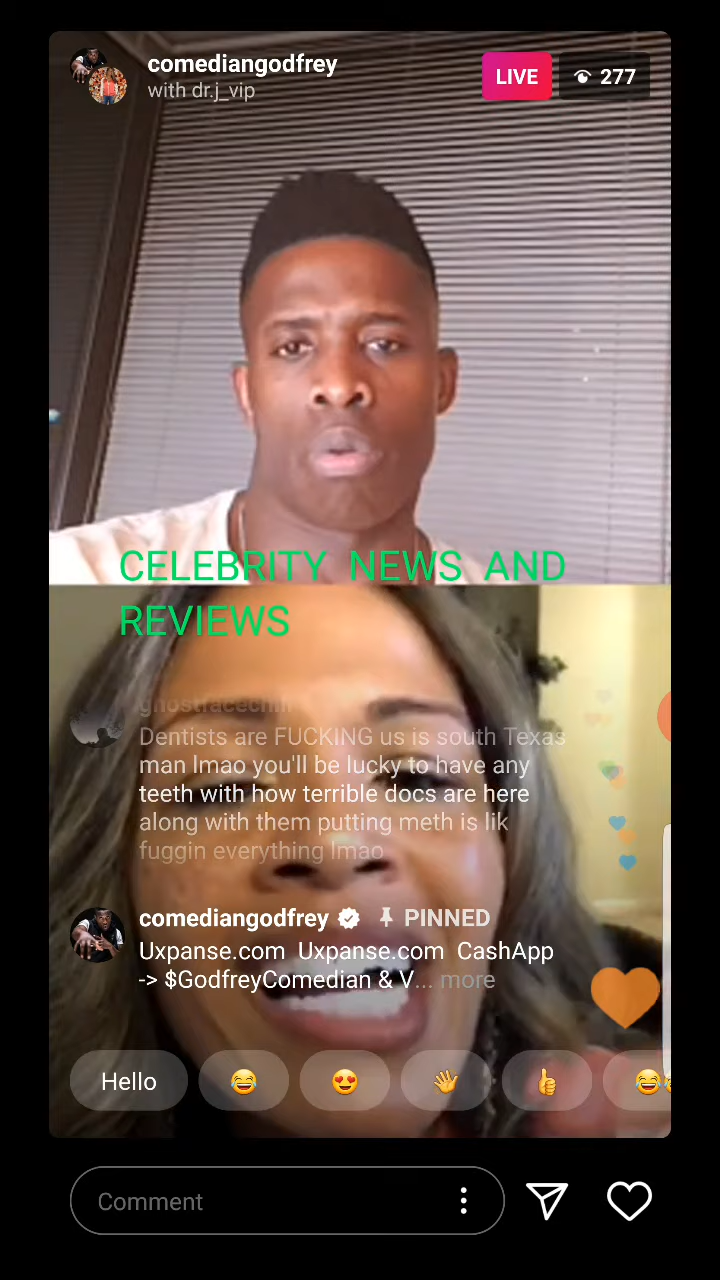 comediangodfrey
with dr.j_vip
LIVE
277
CELEBRITY NEWS AND
REVIEWS
Dentists are FUCKING us is south Texas
man lmao you'll be lucky to have any
teeth with how terrible docs are here
along with them putting meth is lik
fuggin everything lmao
comediangodfrey PINNED
Uxpanse.com Uxpanse.com CashApp
-> $GodfreyComedian & V... more
Hello
Comment